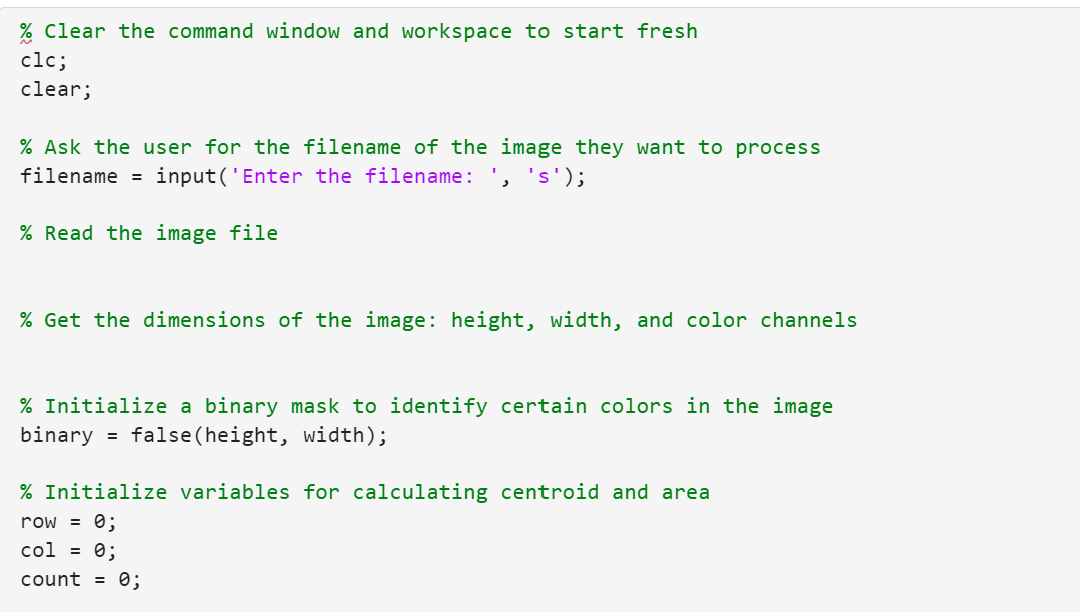 % Clear the command window and workspace to start fresh
clc;
clear;
% Ask the user for the filename of the image they want to process
filename = input('Enter the filename: ', 's');
% Read the image file
% Get the dimensions of the image: height, width, and color channels
% Initialize a binary mask to identify certain colors in the image
binary = false(height, width);
% Initialize variables for calculating centroid and area
row = 0;
col = 0;
count = 0;